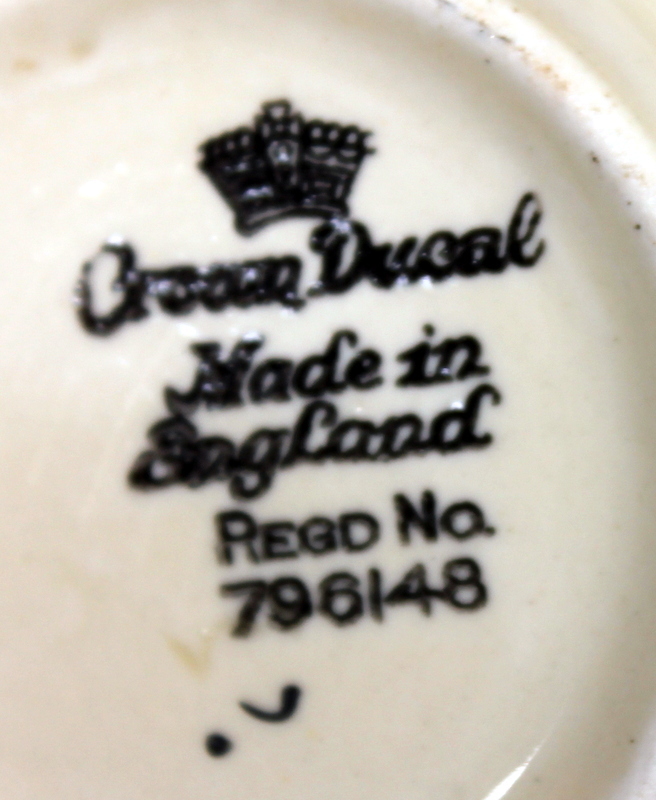 Crown Ducal
Made in
England
REGD NO.
796148